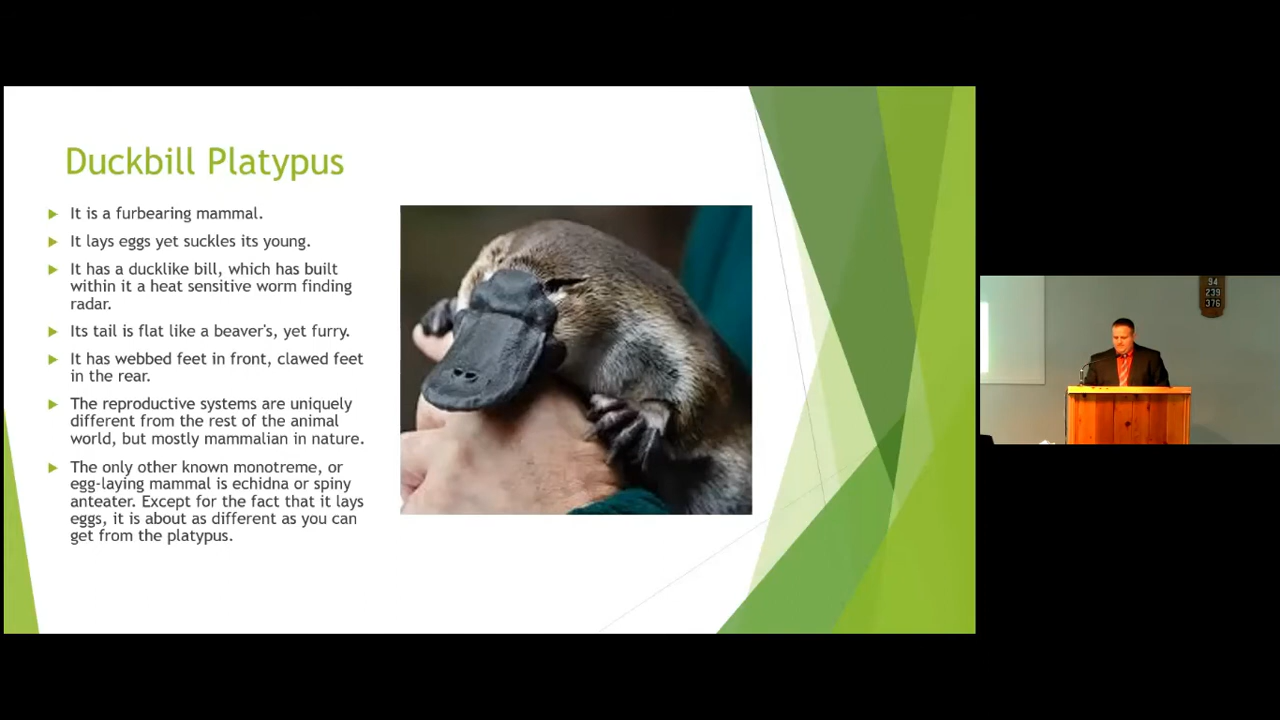 Duckbill Platypus
It is a furbearing mammal.
It lays eggs yet suckles its young.
It has a ducklike bill, which has built
within it a heat sensitive worm finding
radar.
Its tail is flat like a beaver's, yet furry.
It has webbed feet in front, clawed feet
in the rear.
The reproductive systems are uniquely
different from the rest of the animal
world, but mostly mammalian in nature.
The only other known monotreme, or
egg-laying mammal is echidna or spiny
anteater. Except for the fact that it lays
eggs, it is about as different as you can
get from the platypus.
94
239
376